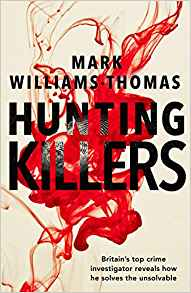 MARK
WILLIAMS-THOMAS
HUNTING
KILLERS
Britain's top crime
investigator reveals how
he solves the unsolvable